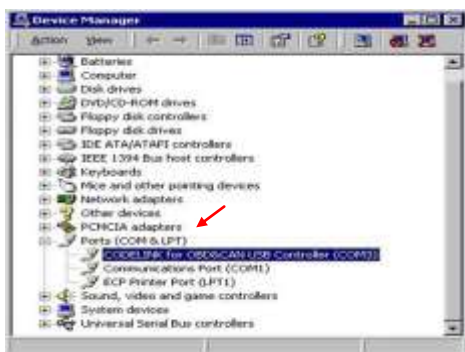 Device Manager
Action View
Batteries
Computer
Disk drives
DVD/CD-ROM drives
Floppy disk controllers
Floppy disk drives
IDE ATA/ATAPI controllers
IEEE 1394 Bus host controllers
Keyboards
Mice and other pointing devices
Network adapters
Other devices
PCMCIA adapters
Ports (COM & LPT)
CODELINK for OBDSCAN USB Controller (COM3)
Communications Port (COM1)
ECP Printer Port (LPT1)
Sound, video and game controllers
System devices
Universal Serial Bus controllers